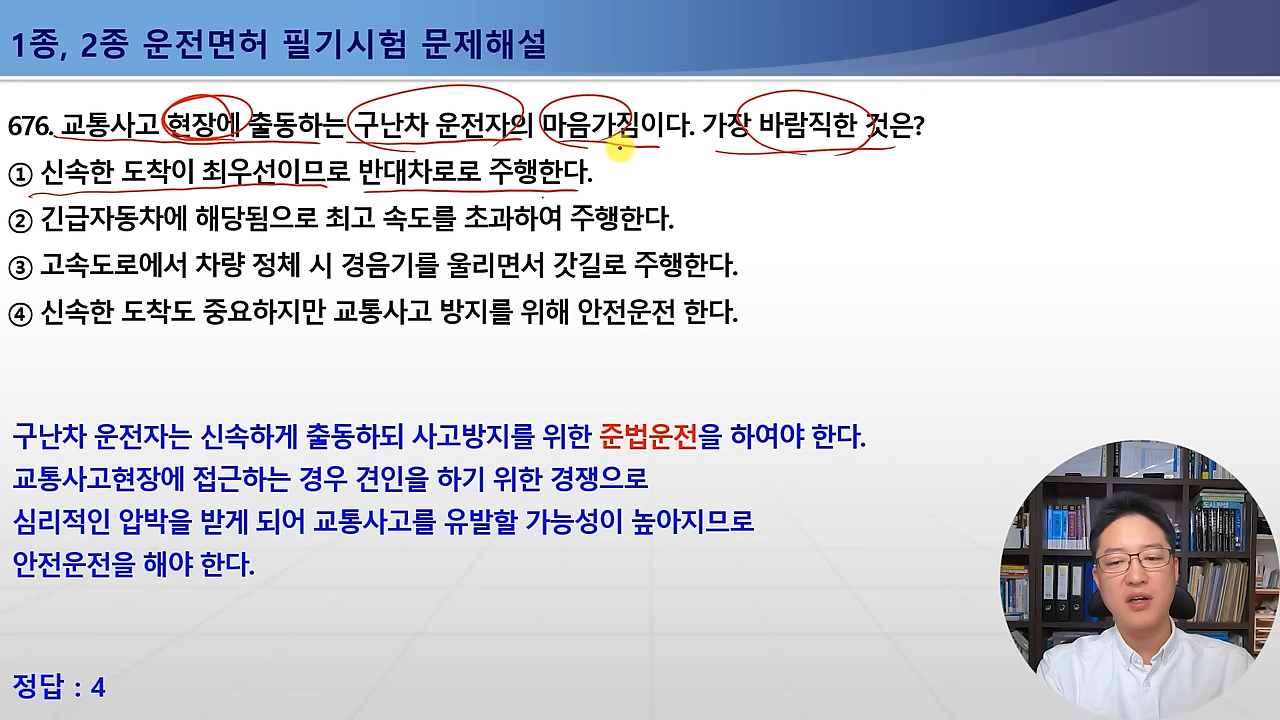 1종, 2종 운전면허 필기시험 문제해설
676. 교통사고 현장에 출동하는 구난차 운전자의 마음가짐이다. 가장 바람직한 것은?
① 신속한 도착이 최우선이므로 반대차로로 주행한다.
② 긴급자동차에 해당됨으로 최고 속도를 초과하여 주행한다.
③ 고속도로에서 차량 정체 시 경음기를 울리면서 갓길로 주행한다.
④ 신속한 도착도 중요하지만 교통사고 방지를 위해 안전운전 한다.
구난차 운전자는 신속하게 출동하되 사고방지를 위한 준법운전을 하여야 한다.
교통사고현장에 접근하는 경우 견인을 하기 위한 경쟁으로
심리적인 압박을 받게 되어 교통사고를 유발할 가능성이 높아지므로
안전운전을 해야 한다.
정답 : 4